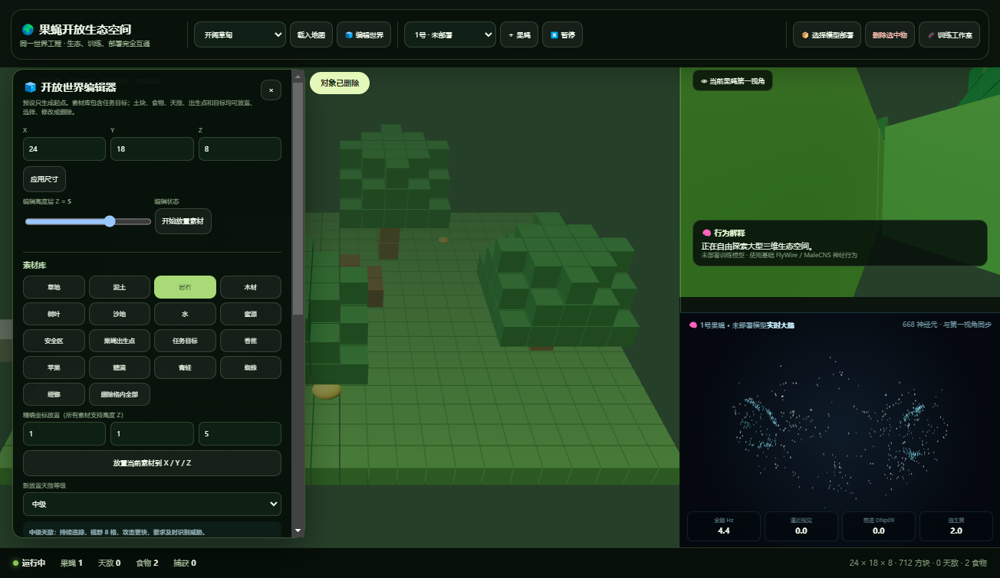 果蝇开放生态空间
同一世界工程 · 生态、训练、部署完全互通
开阔草甸
载入地图
编辑世界
1号 · 未部署
+ 果蝇
暂停
选择模型部署
删除选中物
训练工作室
开放世界编辑器
×
预设只生成起点。素材库包含任务目标；土块、食物、天敌、出生点和目标均可放置、
选择、修改或删除。
X Y Z
24 18 8
应用尺寸
编辑高度层 Z = 5
编辑状态
开始放置素材
素材库
草地 泥土 岩石 木材
树叶 沙地 水 蜜源
安全区 果蝇出生点 任务目标 香蕉
苹果 糖滴 青蛙 蜘蛛
螳螂 删除格内全部
精确坐标放置（所有素材支持高度 Z）
1 1 5
放置当前素材到 X / Y / Z
新放置天敌等级
中级
中级天敌：持续追踪，视野 8 格，攻击更快，要求及时识别威胁。
对象已删除
当前果蝇第一视角
行为解释
正在自由探索大型三维生态空间。
未部署训练模型 · 使用基础 FlyWire / MaleCNS 神经行为
1号果蝇 • 未部署模型实时大脑
668 神经元 · 与第一视角同步
全脑 Hz
4.4
逼近视觉
0.0
前进 DNp09
0.0
逃生翼
2.0
运行中
果蝇 1
天敌 0
食物 2
捕获 0
24 × 18 × 8 · 712 方块 · 0 天敌 · 2 食物